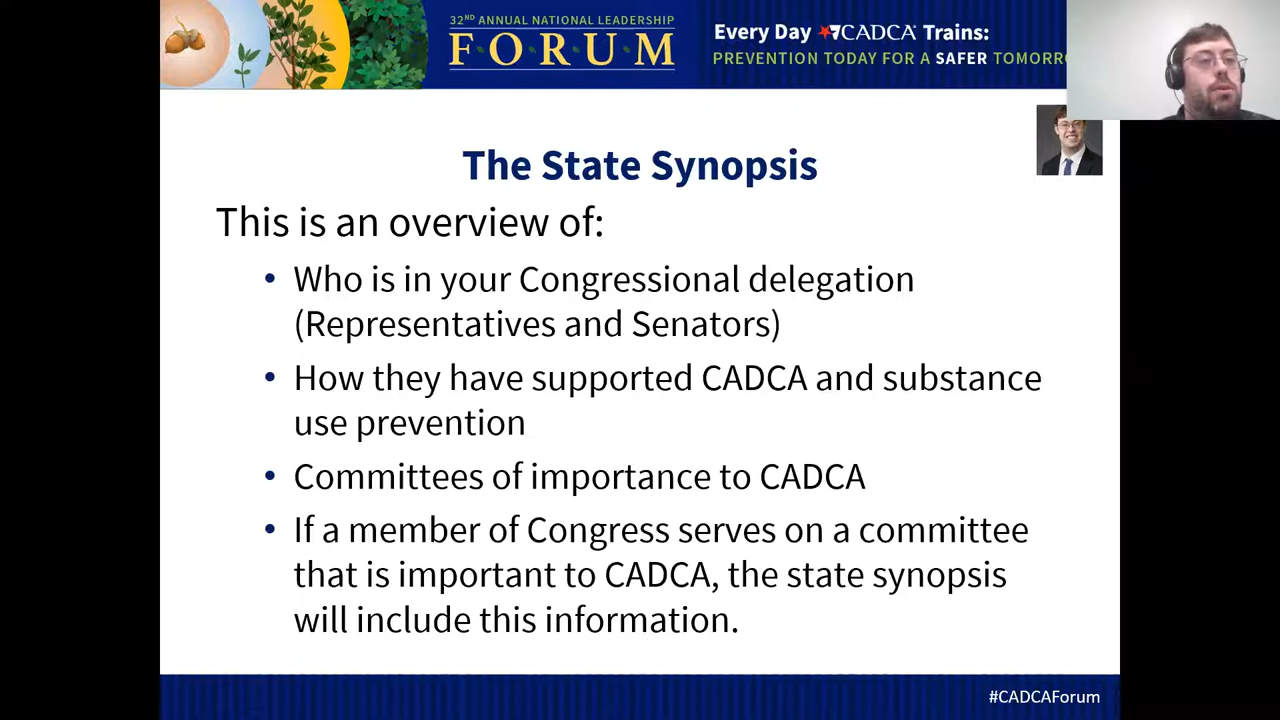 32ND ANNUAL NATIONAL LEADERSHIP
FORUM
Every Day CADCA Trains:
PREVENTION TODAY FOR A SAFER TOMORRO
The State Synopsis
This is an overview of:
• Who is in your Congressional delegation
(Representatives and Senators)
• How they have supported CADCA and substance
use prevention
• Committees of importance to CADCA
• If a member of Congress serves on a committee
that is important to CADCA, the state synopsis
will include this information.
#CADCAForum